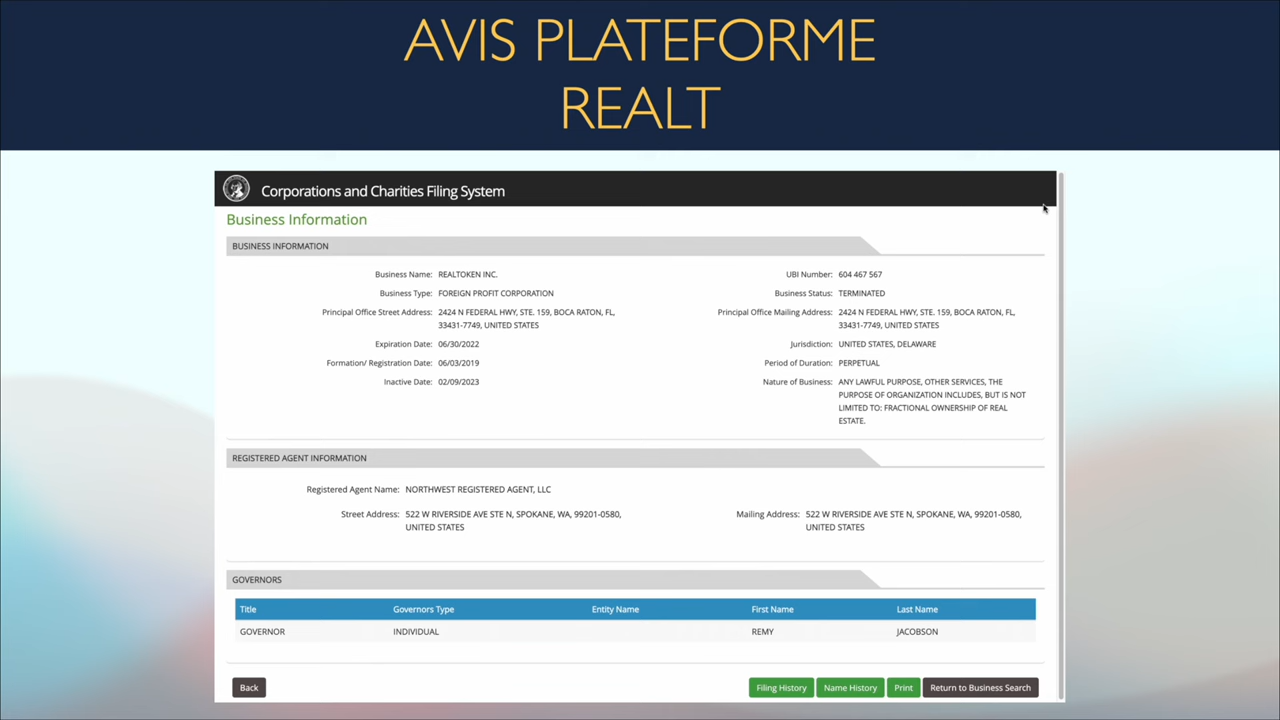 AVIS PLATEFORME
REALT
Corporations and Charities Filing System
Business Information
BUSINESS INFORMATION
Business Name: REALTOKEN INC.
UBI Number: 604 467 567
Business Type: FOREIGN PROFIT CORPORATION
Business Status: TERMINATED
Principal Office Street Address: 2424 N FEDERAL HWY, STE. 159, BOCA RATON, FL,
33431-7749, UNITED STATES
Principal Office Mailing Address: 2424 N FEDERAL HWY, STE. 159, BOCA RATON, FL,
33431-7749, UNITED STATES
Expiration Date: 06/30/2022
Jurisdiction: UNITED STATES, DELAWARE
Formation/ Registration Date: 06/03/2019
Period of Duration: PERPETUAL
Inactive Date: 02/09/2023
Nature of Business: ANY LAWFUL PURPOSE, OTHER SERVICES, THE
PURPOSE OF ORGANIZATION INCLUDES, BUT IS NOT
LIMITED TO: FRACTIONAL OWNERSHIP OF REAL
ESTATE.
REGISTERED AGENT INFORMATION
Registered Agent Name: NORTHWEST REGISTERED AGENT, LLC
Street Address: 522 W RIVERSIDE AVE STE N, SPOKANE, WA, 99201-0580,
UNITED STATES
Mailing Address: 522 W RIVERSIDE AVE STE N, SPOKANE, WA, 99201-0580,
UNITED STATES
GOVERNORS
Title Governors Type Entity Name First Name Last Name
GOVERNOR INDIVIDUAL REMY JACOBSON
Back Filing History Name History Print Return to Business Search